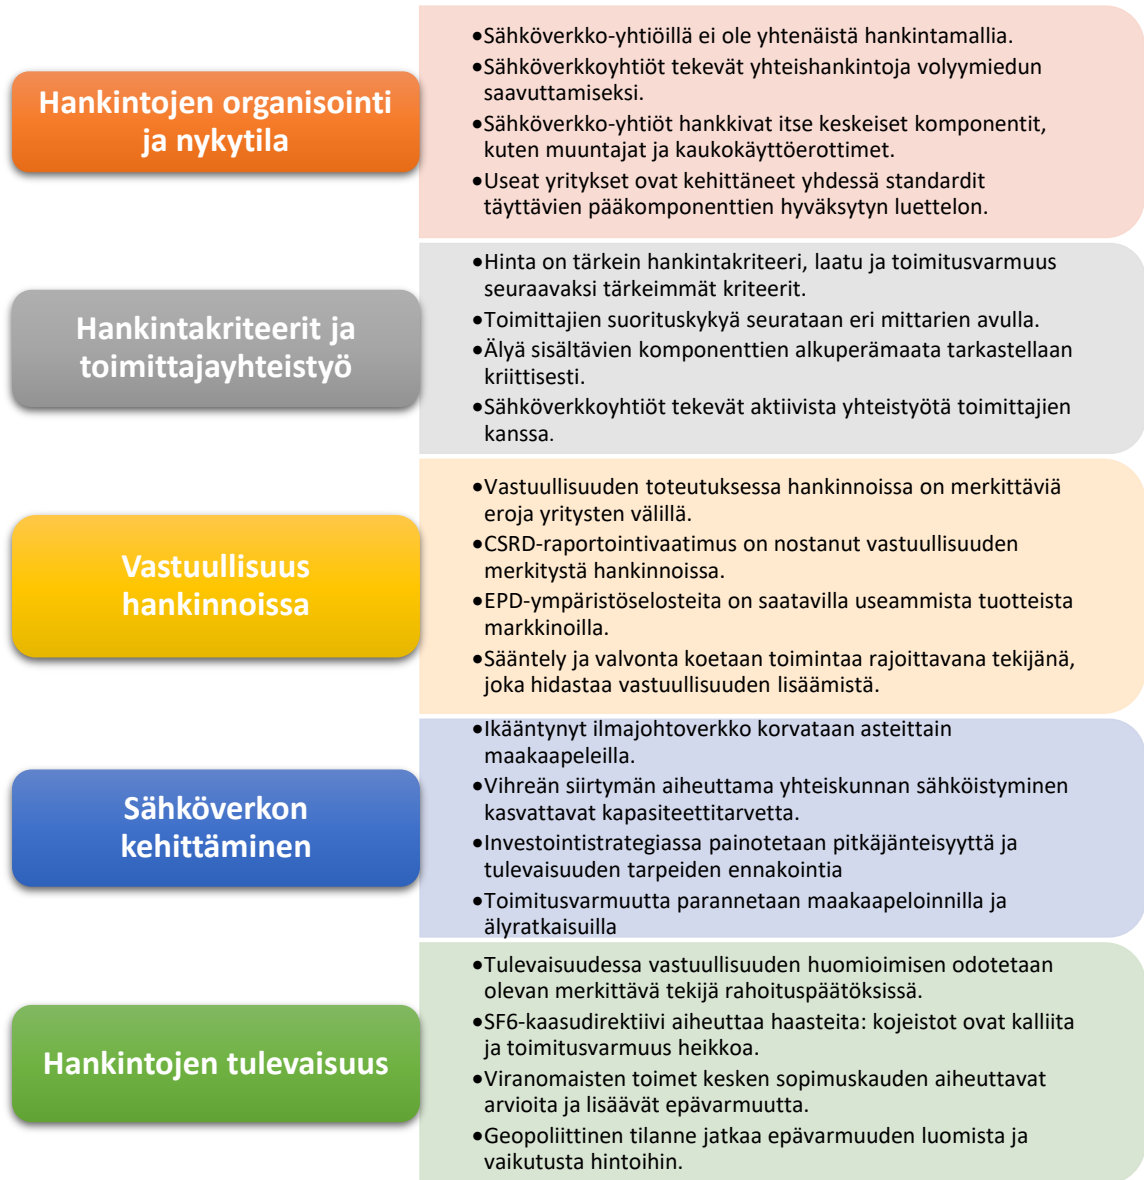 Hankintojen organisointi
ja nykytila
•Sähköverkko-yhtiöillä ei ole yhtenäistä hankintamallia.
•Sähköverkkoyhtiöt tekevät yhteishankintoja volyymiedun
saavuttamiseksi.
•Sähköverkko-yhtiöt hankkivat itse keskeiset komponentit,
kuten muuntajat ja kaukokäyttöerottimet.
•Useat yritykset ovat kehittäneet yhdessä standardit
täyttävien pääkomponenttien hyväksytyn luettelon.
Hankintakriteerit ja
toimittajayhteistyö
•Hinta on tärkein hankintakriteeri, laatu ja toimitusvarmuus
seuraavaksi tärkeimmät kriteerit.
•Toimittajien suorituskykyä seurataan eri mittarien avulla.
•Älyä sisältävien komponenttien alkuperämaata tarkastellaan
kriittisesti.
•Sähköverkkoyhtiöt tekevät aktiivista yhteistyötä toimittajien
kanssa.
Vastuullisuus
hankinnoissa
•Vastuullisuuden toteutuksessa hankinnoissa on merkittäviä
eroja yritysten välillä.
•CSRD-raportointivaatimus on nostanut vastuullisuuden
merkitystä hankinnoissa.
•EPD-ympäristöselosteita on saatavilla useammista tuotteista
markkinoilla.
•Sääntely ja valvonta koetaan toimintaa rajoittavana tekijänä,
joka hidastaa vastuullisuuden lisäämistä.
Sähköverkon
kehittäminen
•Ikääntynyt ilmajohtoverkko korvataan asteittain
maakaapeleilla.
•Vihreän siirtymän aiheuttama yhteiskunnan sähköistyminen
kasvattavat kapasiteettitarvetta.
•Investointistrategiassa painotetaan pitkäjänteisyyttä ja
tulevaisuuden tarpeiden ennakointia
•Toimitusvarmuutta parannetaan maakaapeloinnilla ja
älyratkaisuilla
Hankintojen tulevaisuus
•Tulevaisuudessa vastuullisuuden huomioimisen odotetaan
olevan merkittävä tekijä rahoituspäätöksissä.
•SF6-kaasudirektiivi aiheuttaa haasteita: kojeistot ovat kalliita
ja toimitusvarmuus heikkoa.
•Viranomaisten toimet kesken sopimuskauden aiheuttavat
arvioita ja lisäävät epävarmuutta.
•Geopoliittinen tilanne jatkaa epävarmuuden luomista ja
vaikutusta hintoihin.